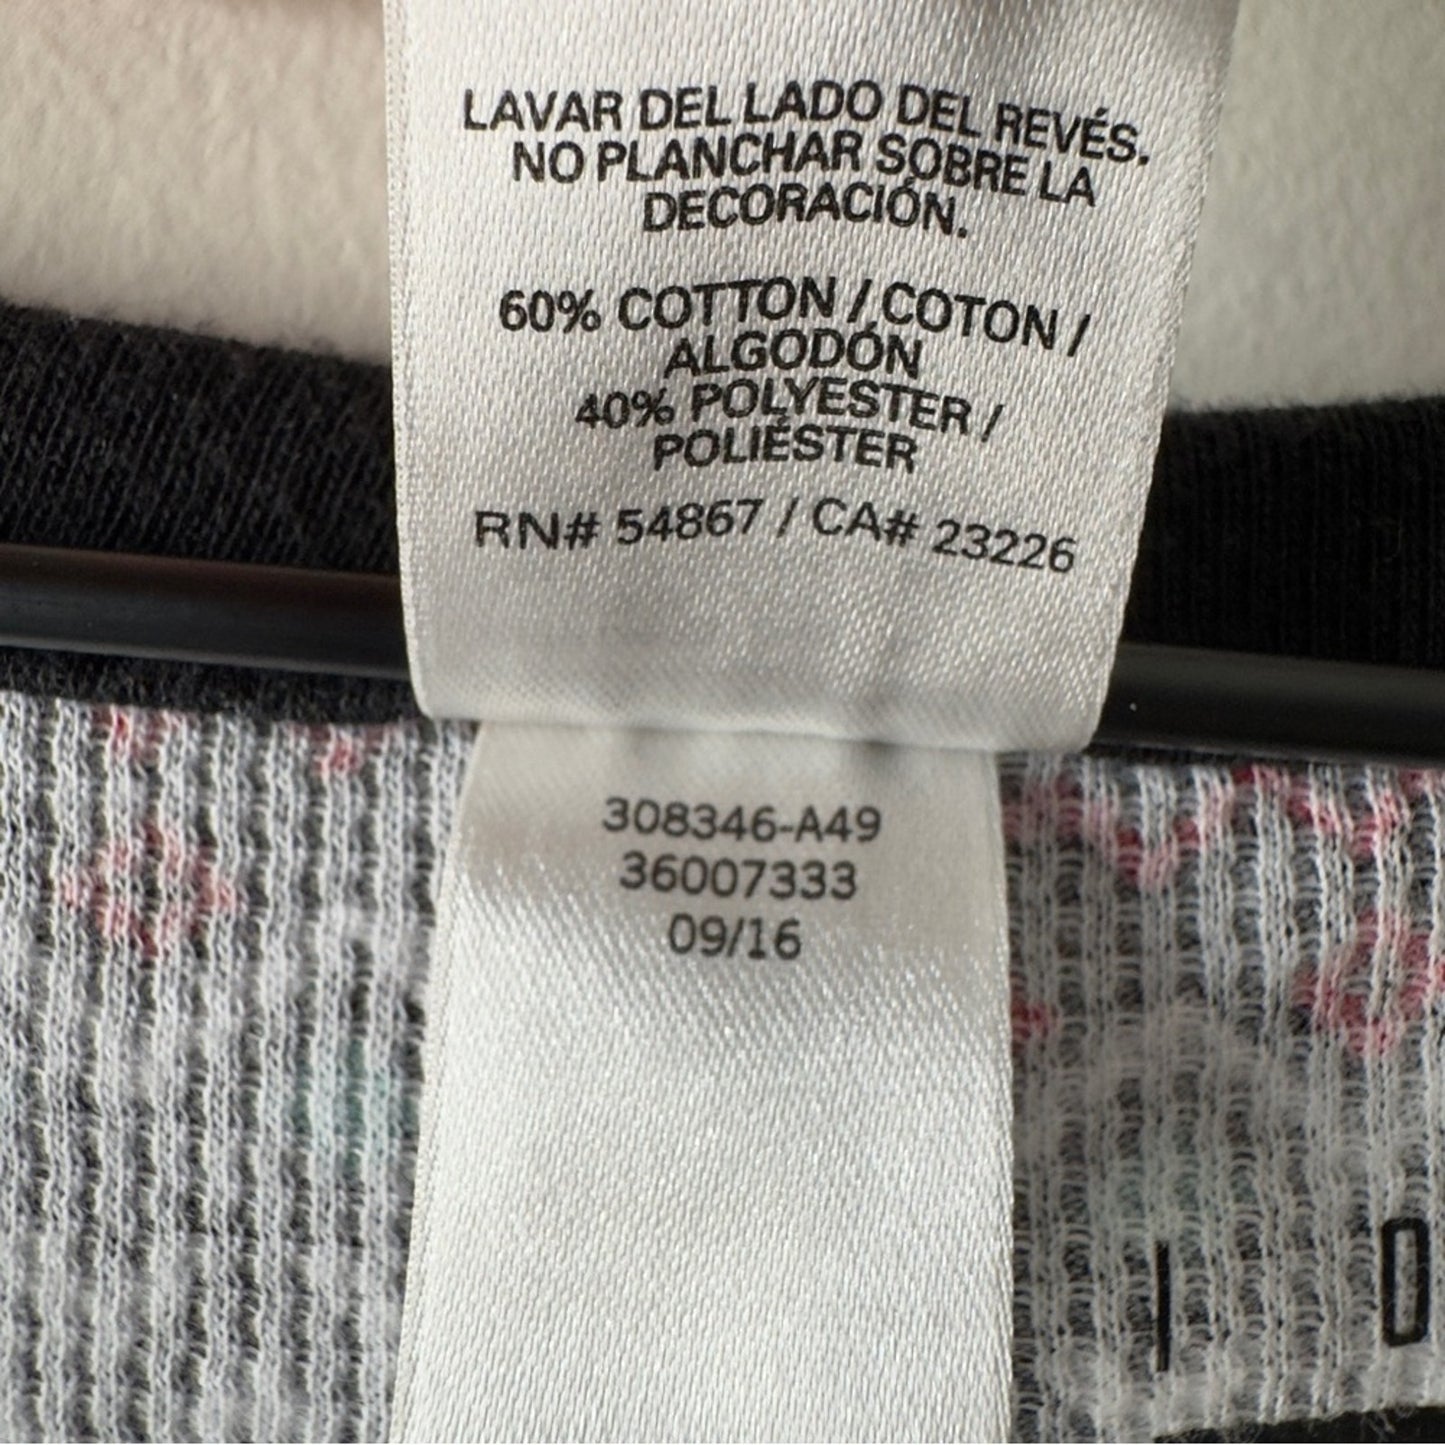 LAVAR DEL LADO DEL REVÉS.
NO PLANCHAR SOBRE LA
DECORACIÓN.
60% COTTON / COTON /
ALGODÓN
40% POLYESTER /
POLIÉSTER
RN# 54867 / CA# 23226
308346-A49
36007333
09/16